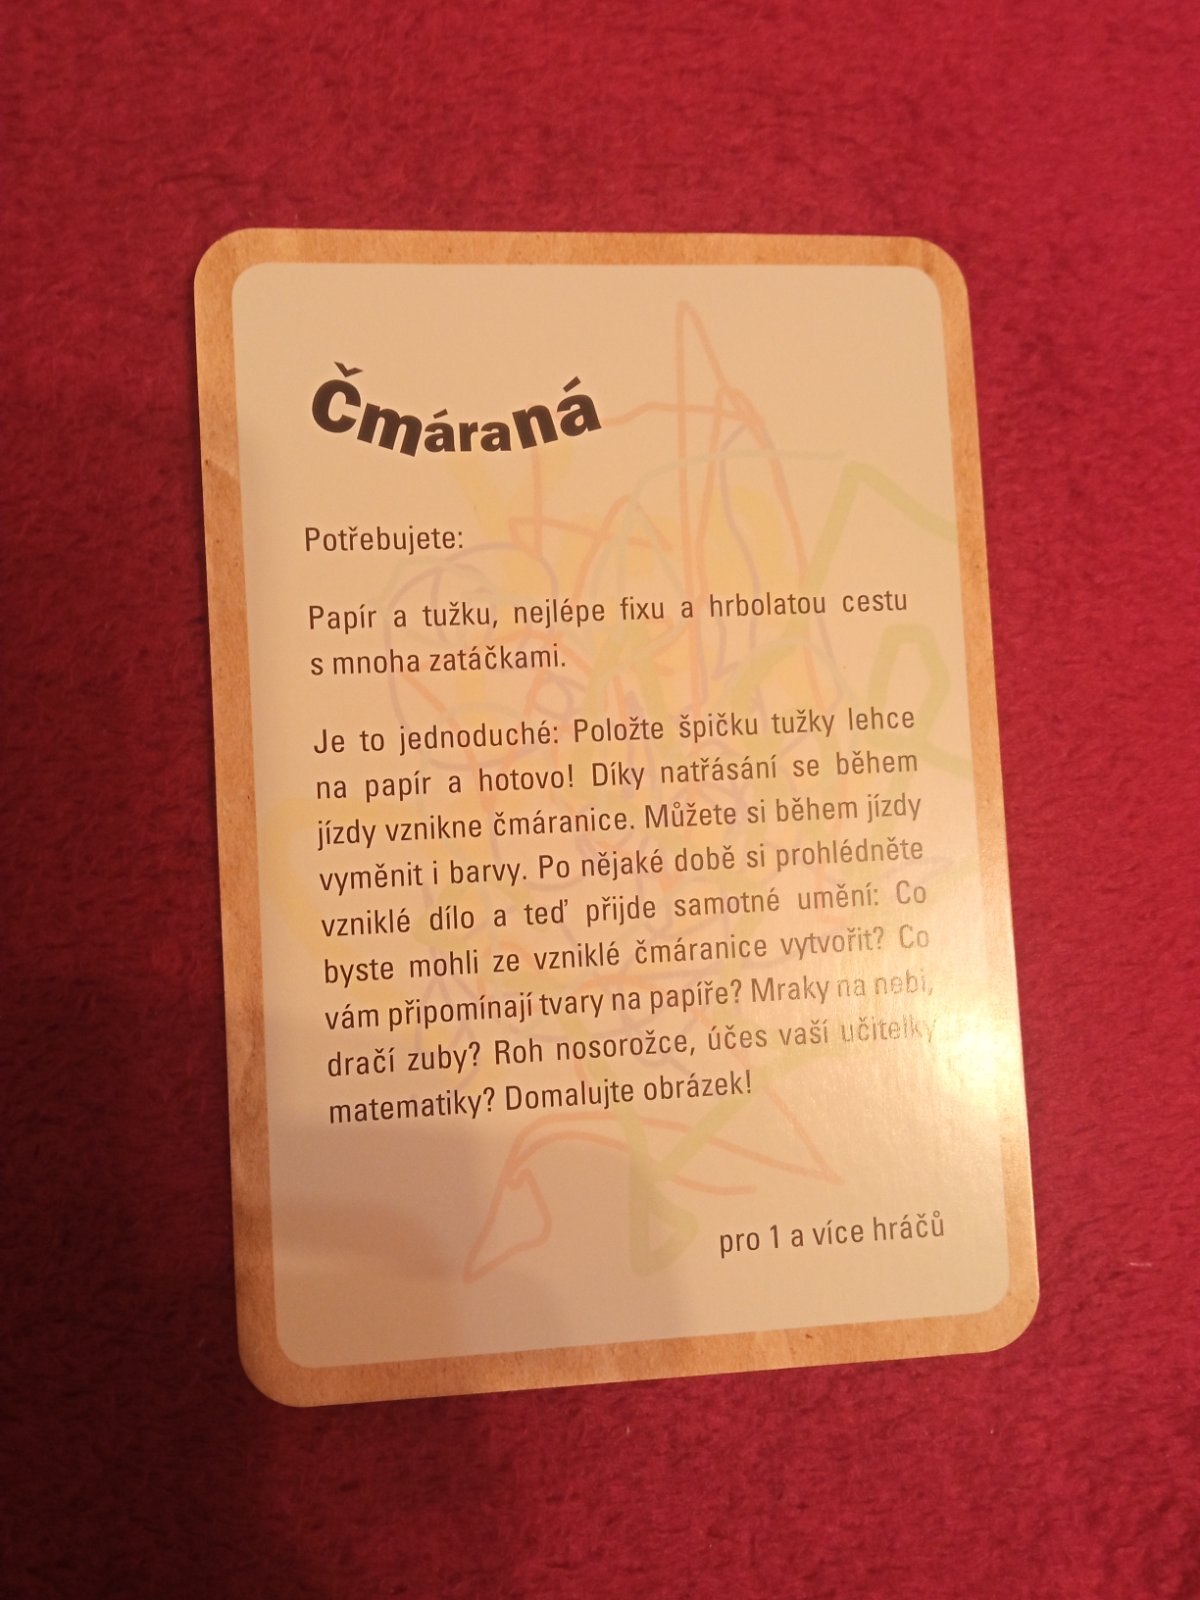 Čmáraná
Potřebujete:
Papír a tužku, nejlépe fixu a hrbolatou cestu
s mnoha zatáčkami.
Je to jednoduché: Položte špičku tužky lehce
na papír a hotovo! Díky natřásání se během
jízdy vznikne čmáranice. Můžete si během jízdy
vyměnit i barvy. Po nějaké době si prohlédněte
vzniklé dílo a teď přijde samotné umění: Co
byste mohli ze vzniklé čmáranice vytvořit? Co
vám připomínají tvary na papíře? Mraky na nebi,
dračí zuby? Roh nosorožce, účes vaší učitelky
matematiky? Domalujte obrázek!
pro 1 a více hráčů